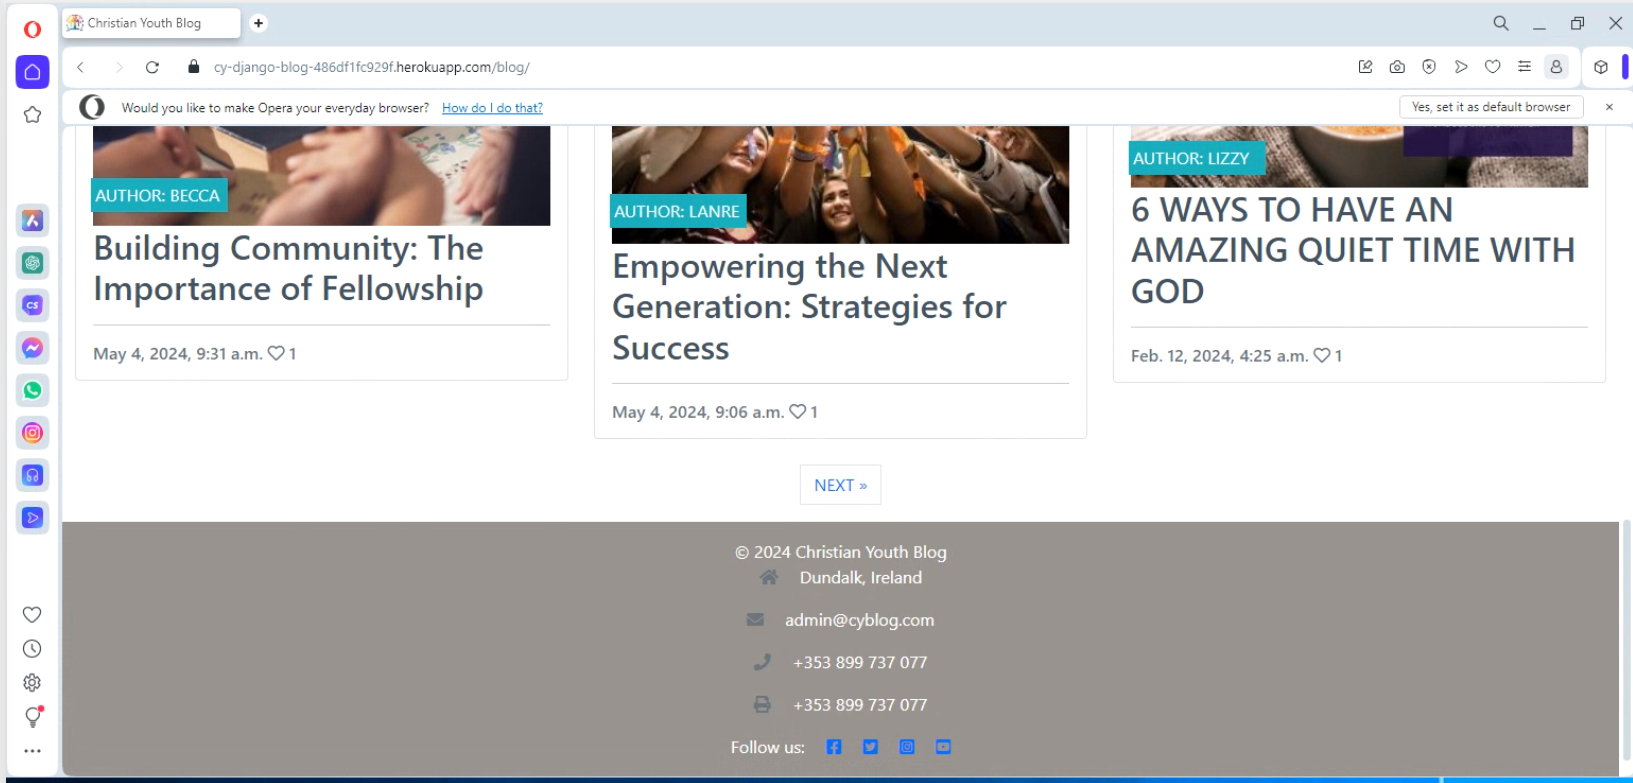 Christian Youth Blog
cy-django-blog-486df1fc929f.herokuapp.com/blog/
Would you like to make Opera your everyday browser? How do I do that?
Yes, set it as default browser
AUTHOR: BECCA
Building Community: The
Importance of Fellowship
May 4, 2024, 9:31 a.m. 1
AUTHOR: LANRE
Empowering the Next
Generation: Strategies for
Success
May 4, 2024, 9:06 a.m. 1
AUTHOR: LIZZY
6 WAYS TO HAVE AN
AMAZING QUIET TIME WITH
GOD
Feb. 12, 2024, 4:25 a.m. 1
NEXT »
© 2024 Christian Youth Blog
Dundalk, Ireland
admin@cyblog.com
+353 899 737 077
+353 899 737 077
Follow us:
CS